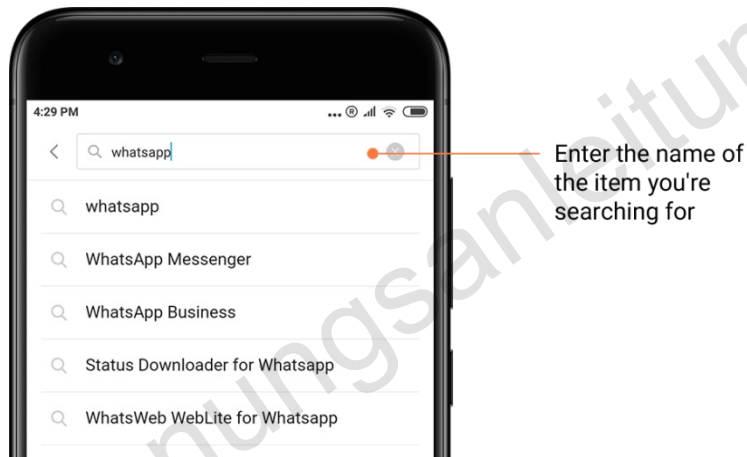 4:29 PM
whatsapp
whatsapp
WhatsApp Messenger
WhatsApp Business
Status Downloader for Whatsapp
WhatsWeb WebLite for Whatsapp
Enter the name of
the item you're
searching for